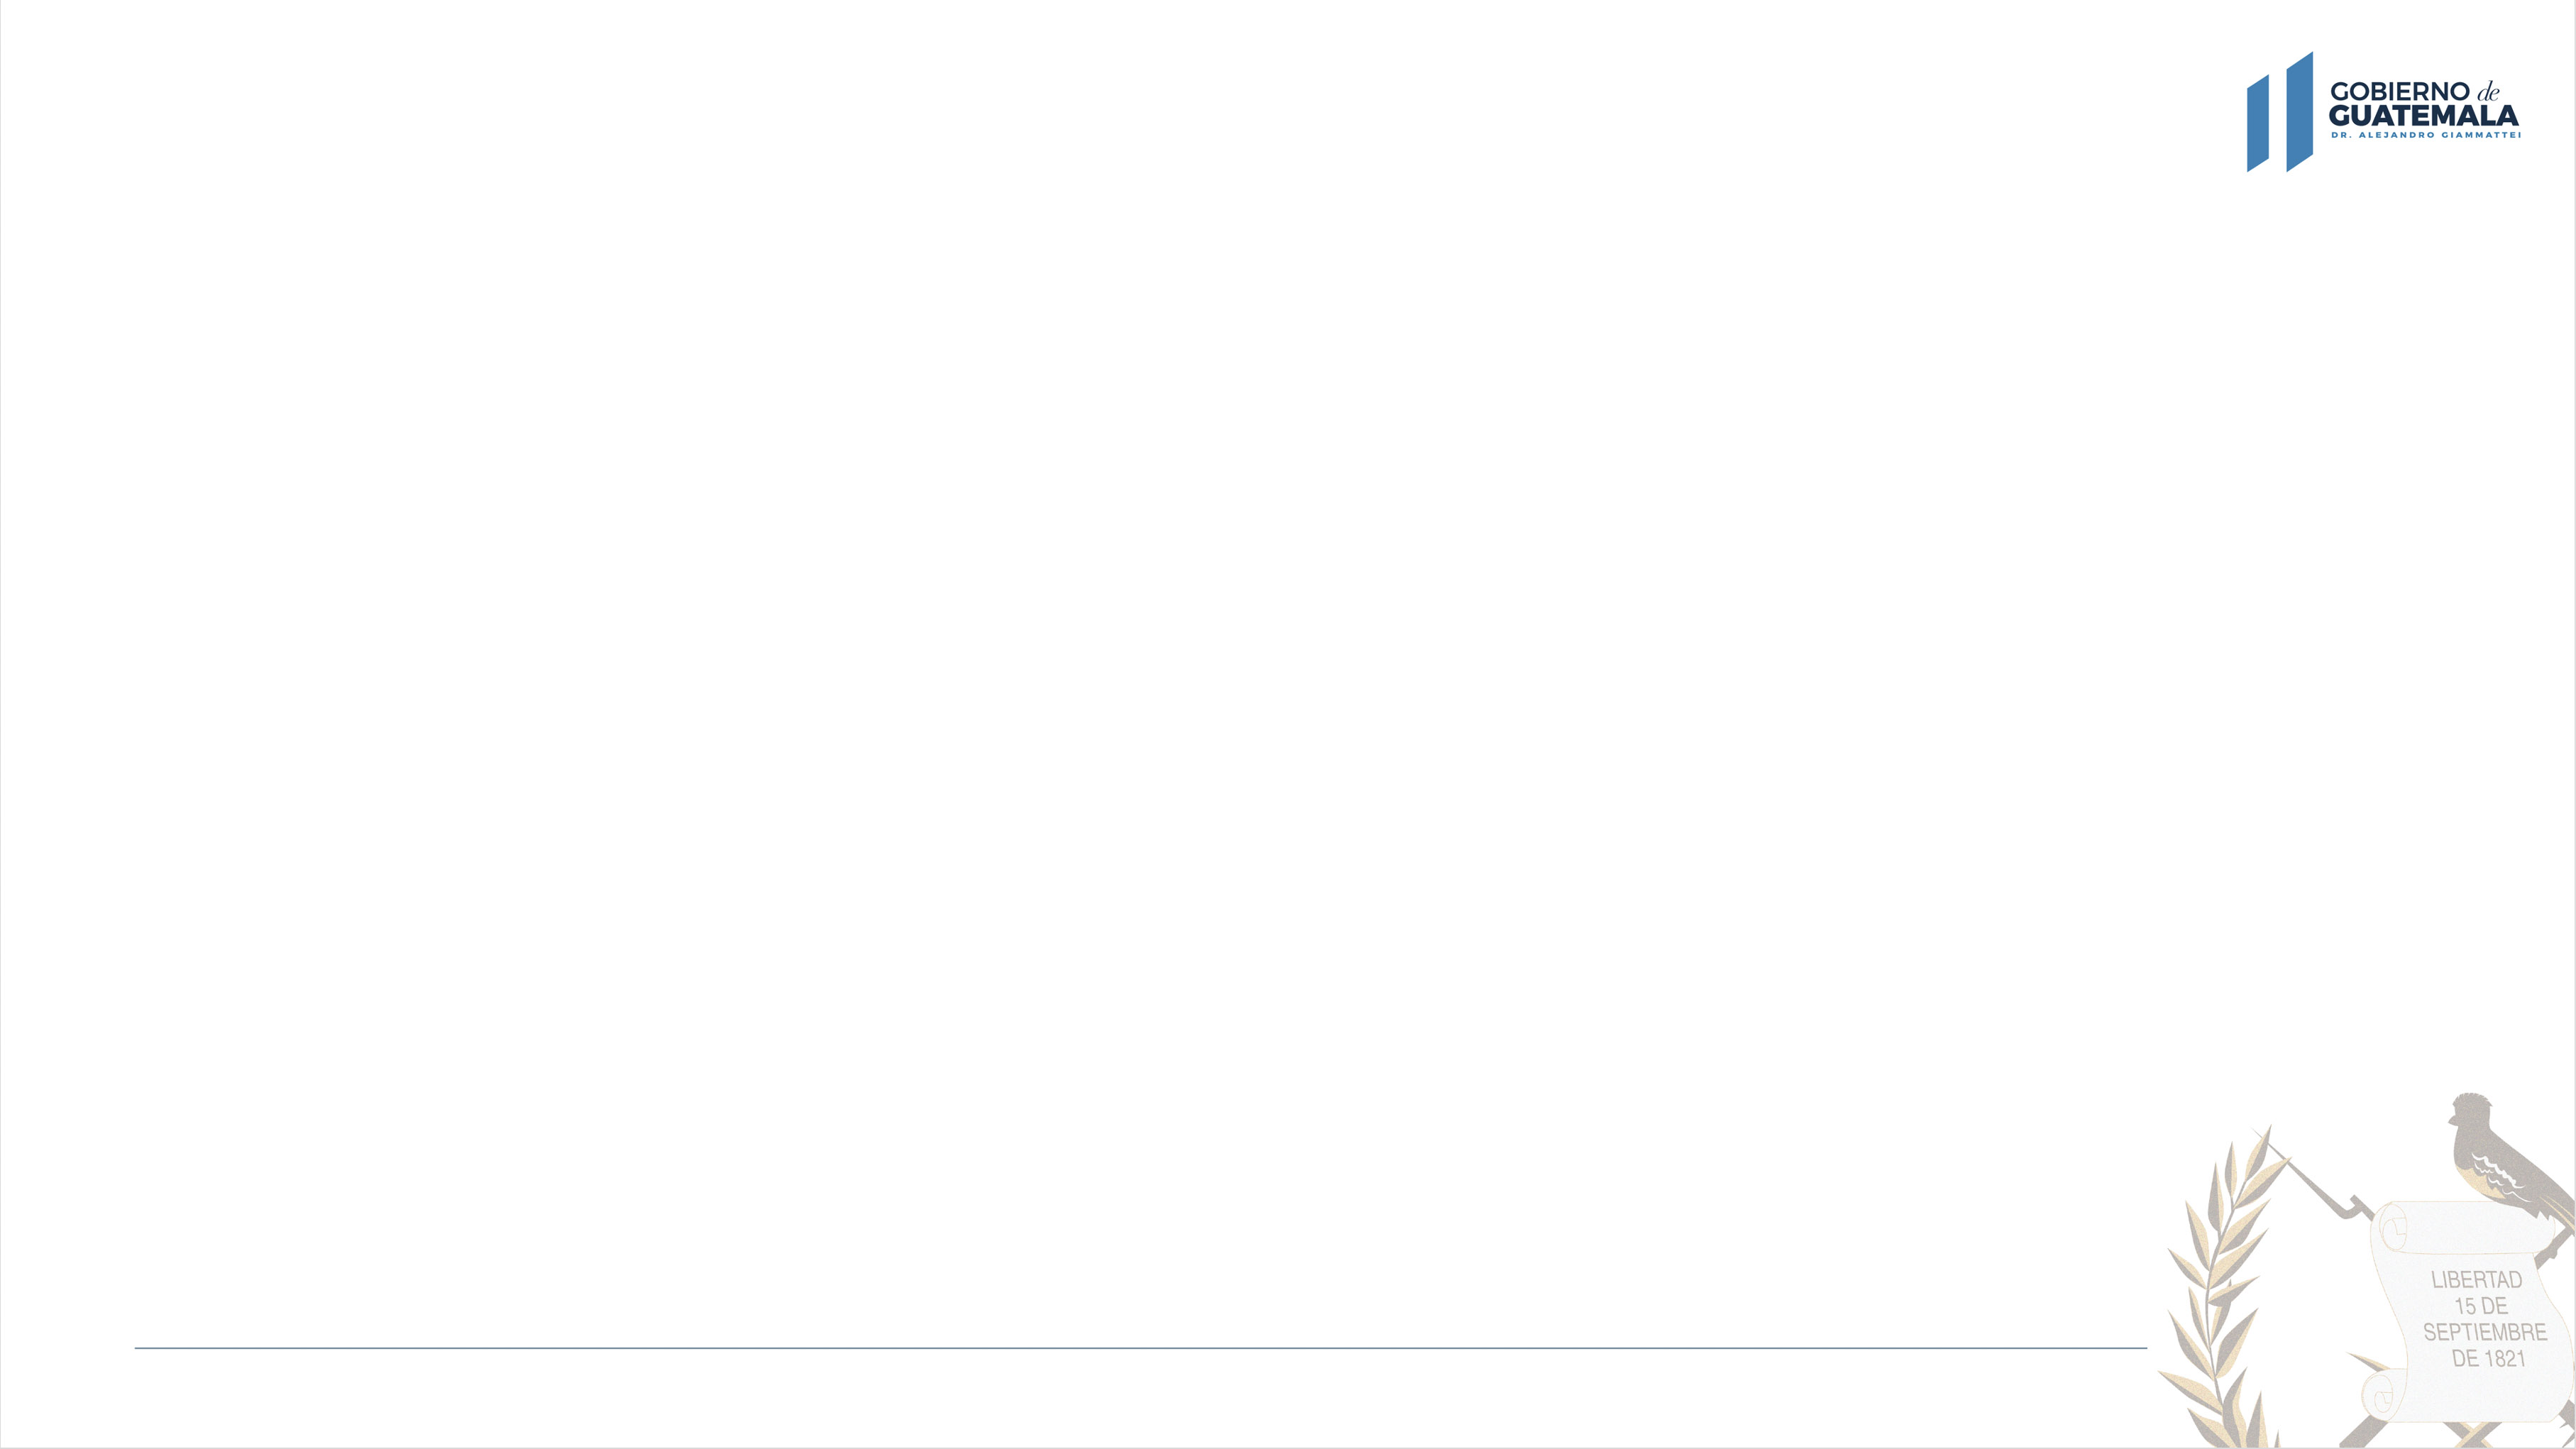 GOBIERNO de
GUATEMALA
DR. ALEJANDRO GIAMMATTEI
LIBERTAD
15 DE
SEPTIEMBRE
DE 1821